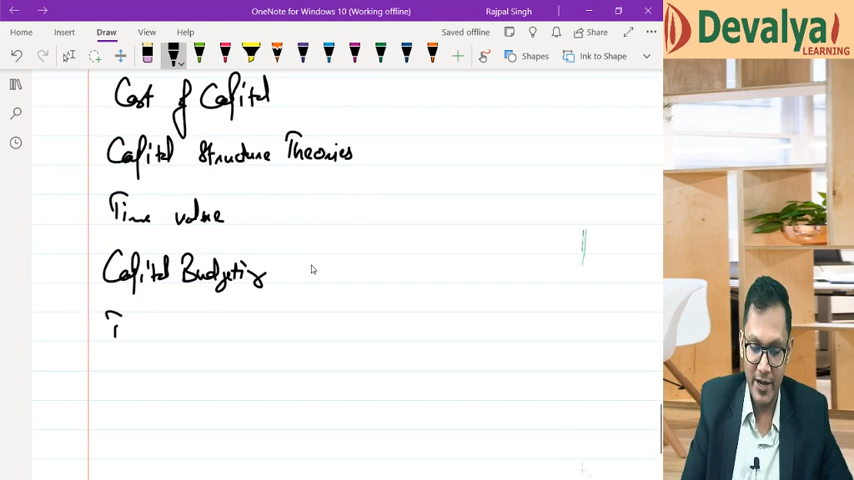 OneNote for Windows 10 (Working offline)
Rajpal Singh
Home Insert Draw View Help
Saved offline
Share
Shapes
Ink to Shape
Devalya
LEARNING
Cost of Capital
Capital Structure Theories
Time value
Capital Budgeting
T